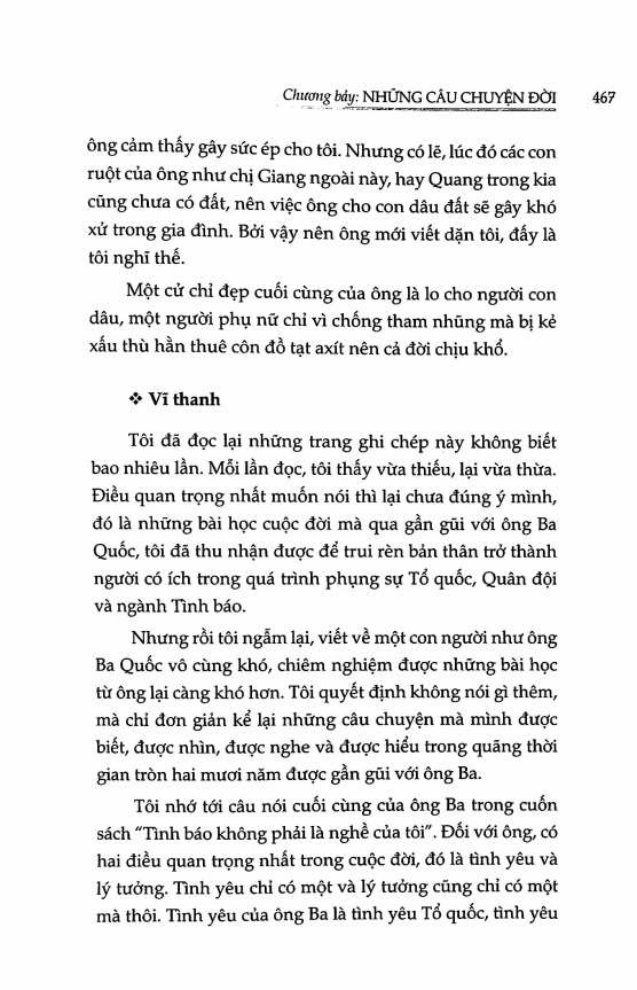 Chương bảy: NHỮNG CÂU CHUYỆN ĐỜI 467
ông cảm thấy gây sức ép cho tôi. Nhưng có lẽ, lúc đó các con
ruột của ông như chị Giang ngoài này, hay Quang trong kia
cũng chưa có đất, nên việc ông cho con dâu đất sẽ gây khó
xử trong gia đình. Bởi vậy nên ông mới viết dặn tôi, đấy là
tôi nghĩ thế.
Một cử chỉ đẹp cuối cùng của ông là lo cho người con
dâu, một người phụ nữ chỉ vì chống tham nhũng mà bị kẻ
xấu thù hằn thuê côn đồ tạt axít nên cả đời chịu khổ.
❖ Vĩ thanh
Tôi đã đọc lại những trang ghi chép này không biết
bao nhiêu lần. Mỗi lần đọc, tôi thấy vừa thiếu, lại vừa thừa.
Điều quan trọng nhất muốn nói thì lại chưa đúng ý mình,
đó là những bài học cuộc đời mà qua gần gũi với ông Ba
Quốc, tôi đã thu nhận được để trui rèn bản thân trở thành
người có ích trong quá trình phụng sự Tổ quốc, Quân đội
và ngành Tình báo.
Nhưng rồi tôi ngẫm lại, viết về một con người như ông
Ba Quốc vô cùng khó, chiêm nghiệm được những bài học
từ ông lại càng khó hơn. Tôi quyết định không nói gì thêm,
mà chỉ đơn giản kể lại những câu chuyện mà mình được
biết, được nhìn, được nghe và được hiểu trong quãng thời
gian tròn hai mươi năm được gần gũi với ông Ba.
Tôi nhớ tới câu nói cuối cùng của ông Ba trong cuốn
sách "Tình báo không phải là nghề của tôi". Đối với ông, có
hai điều quan trọng nhất trong cuộc đời, đó là tình yêu và
lý tưởng. Tình yêu chỉ có một và lý tưởng cũng chỉ có một
mà thôi. Tình yêu của ông Ba là tình yêu Tổ quốc, tình yêu